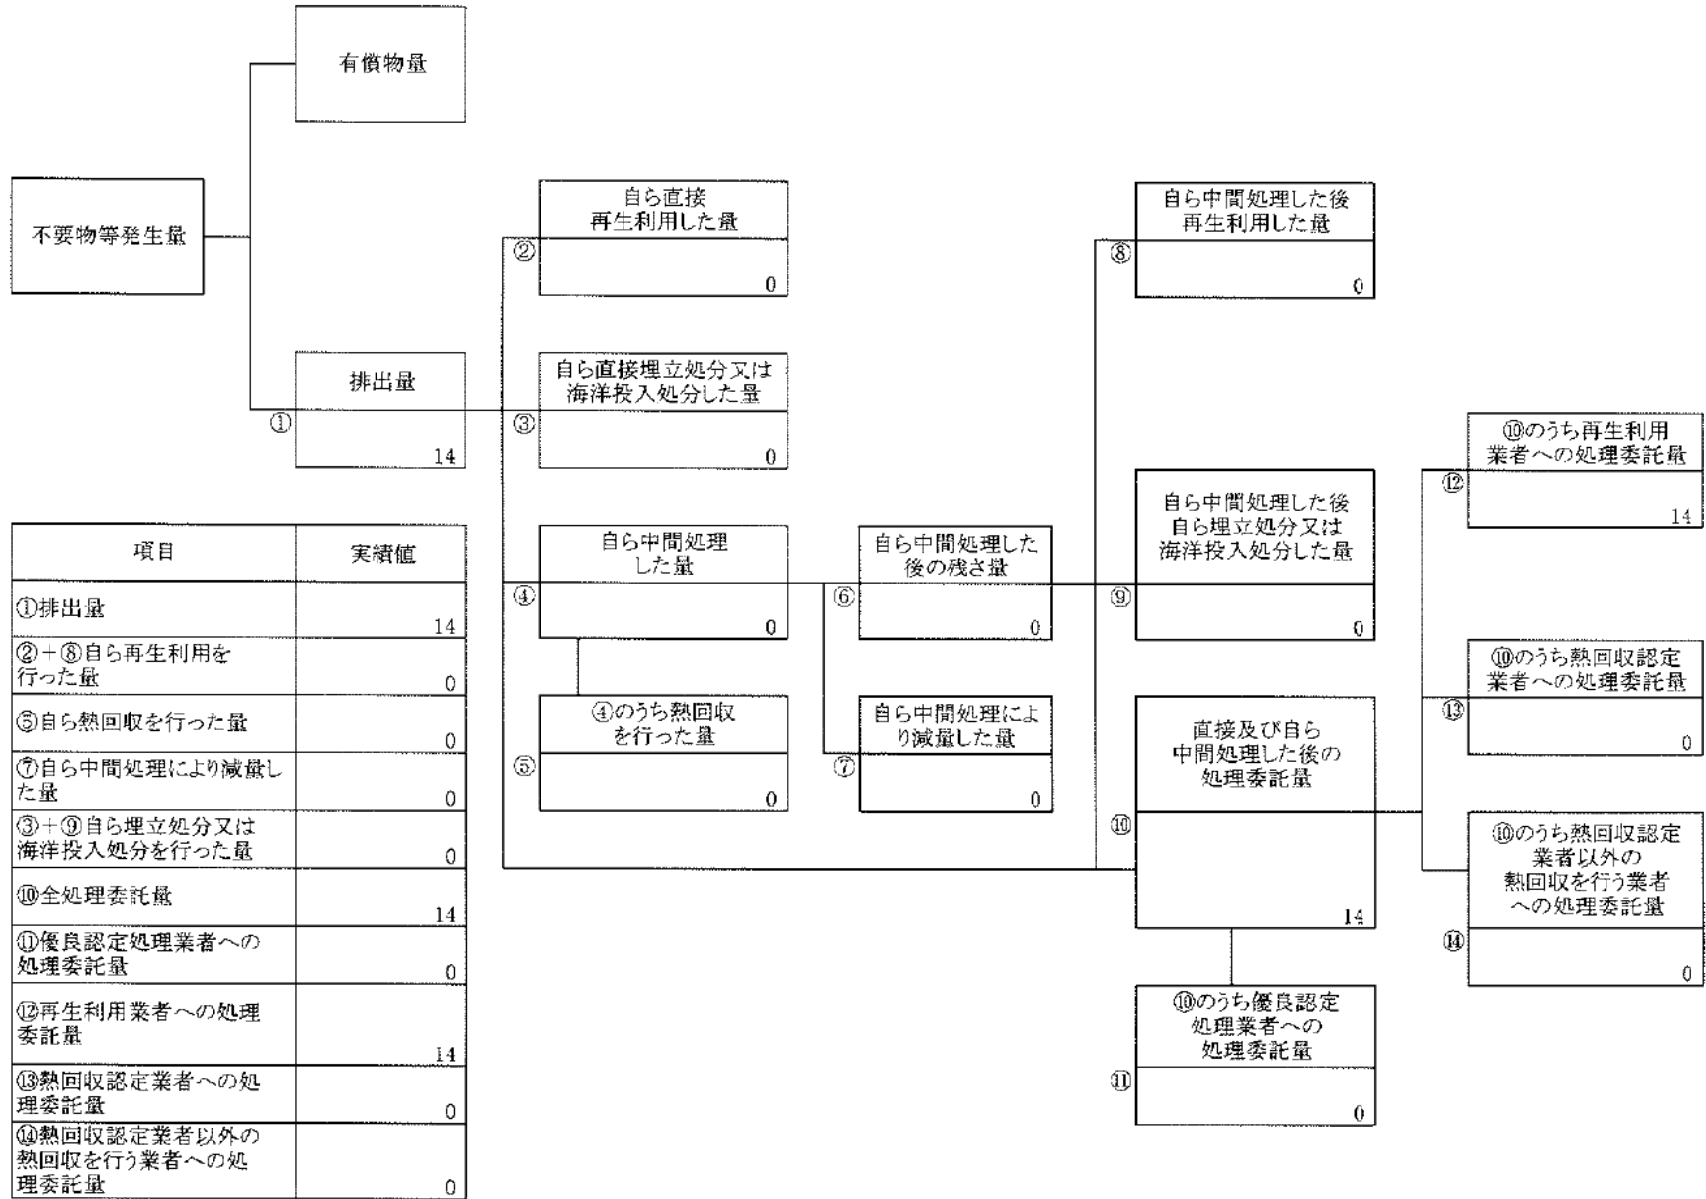 有償物量
不要物等発生量
自ら直接
再生利用した量
②
0
自ら中間処理した後
再生利用した量
⑧
0
排出量
①
14
自ら直接埋立処分又は
海洋投入処分した量
③
0
⑩のうち再生利用
業者への処理委託量
⑫
14
自ら中間処理
した量
④
0
自ら中間処理した
後の残さ量
⑥
0
自ら中間処理した後
自ら埋立処分又は
海洋投入処分した量
⑨
0
④のうち熱回収
を行った量
⑤
0
自ら中間処理によ
り減量した量
⑦
0
直接及び自ら
中間処理した後の
処理委託量
⑩
14
⑩のうち熱回収認定
業者への処理委託量
⑬
0
⑩のうち熱回収認定
業者以外の
熱回収を行う業者
への処理委託量
⑭
0
⑩のうち優良認定
処理業者への
処理委託量
⑪
0
項目 実績値
①排出量
14
②+⑧自ら再生利用を
行った量
0
⑤自ら熱回収を行った量
0
⑦自ら中間処理により減量し
た量
0
③+⑨自ら埋立処分又は
海洋投入処分を行った量
0
⑩全処理委託量
14
⑪優良認定処理業者への
処理委託量
0
⑫再生利用業者への処理
委託量
14
⑬熱回収認定業者への処
理委託量
0
⑭熱回収認定業者以外の
熱回収を行う業者への処
理委託量
0